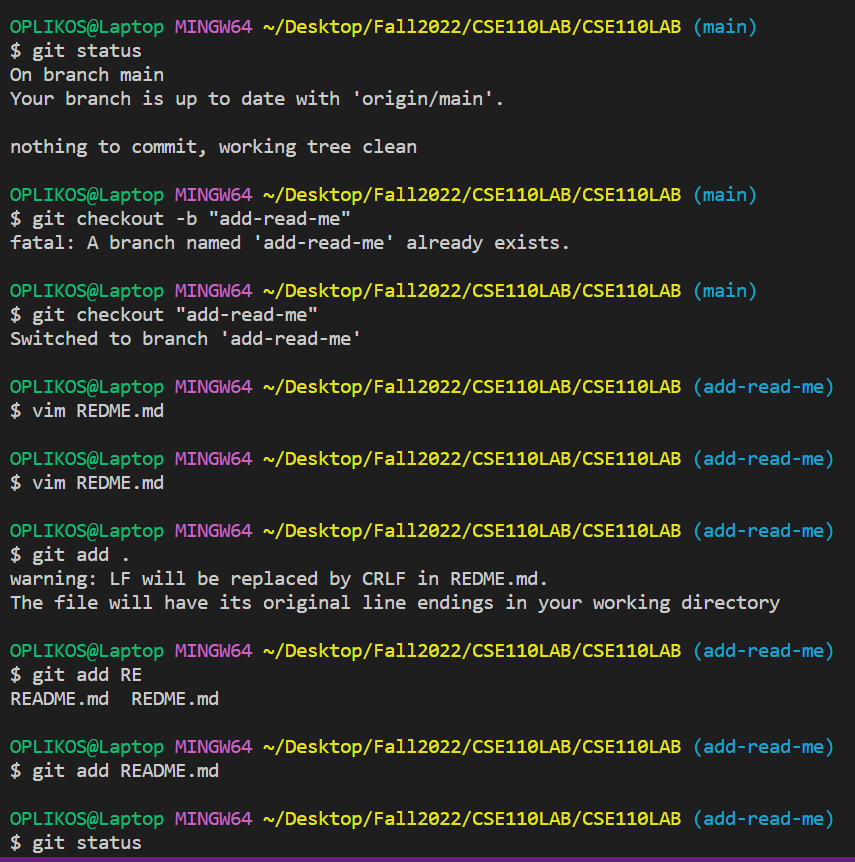 OPLIKOS@Laptop MINGW64 ~/Desktop/Fall2022/CSE110LAB/CSE110LAB (main)
$ git status
On branch main
Your branch is up to date with 'origin/main'.
nothing to commit, working tree clean
OPLIKOS@Laptop MINGW64 ~/Desktop/Fall2022/CSE110LAB/CSE110LAB (main)
$ git checkout -b "add-read-me"
fatal: A branch named 'add-read-me' already exists.
OPLIKOS@Laptop MINGW64 ~/Desktop/Fall2022/CSE110LAB/CSE110LAB (main)
$ git checkout "add-read-me"
Switched to branch 'add-read-me'
OPLIKOS@Laptop MINGW64 ~/Desktop/Fall2022/CSE110LAB/CSE110LAB (add-read-me)
$ vim REDME.md
OPLIKOS@Laptop MINGW64 ~/Desktop/Fall2022/CSE110LAB/CSE110LAB (add-read-me)
$ vim REDME.md
OPLIKOS@Laptop MINGW64 ~/Desktop/Fall2022/CSE110LAB/CSE110LAB (add-read-me)
$ git add .
warning: LF will be replaced by CRLF in REDME.md.
The file will have its original line endings in your working directory
OPLIKOS@Laptop MINGW64 ~/Desktop/Fall2022/CSE110LAB/CSE110LAB (add-read-me)
$ git add RE
README.md  REDME.md
OPLIKOS@Laptop MINGW64 ~/Desktop/Fall2022/CSE110LAB/CSE110LAB (add-read-me)
$ git add README.md
OPLIKOS@Laptop MINGW64 ~/Desktop/Fall2022/CSE110LAB/CSE110LAB (add-read-me)
$ git status